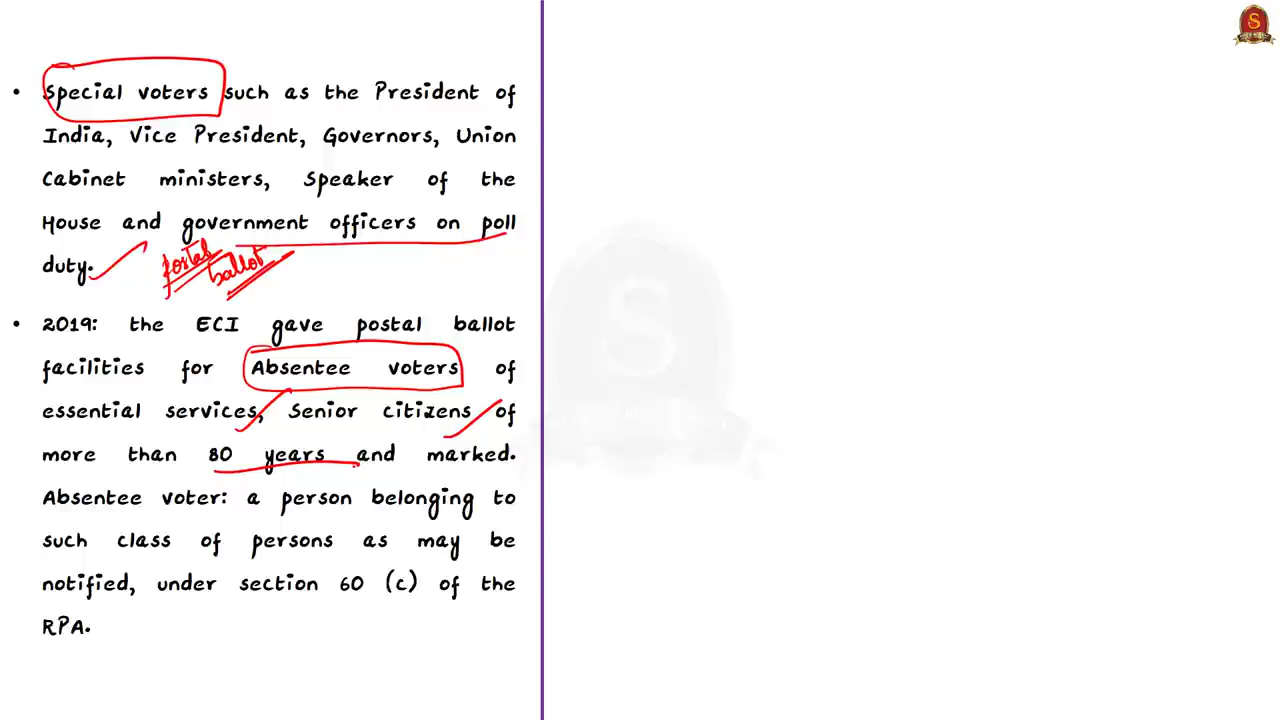 • Special voters such as the President of
India, Vice President, Governors, Union
Cabinet ministers, Speaker of the
House and government officers on poll
duty.
postal
ballot
• 2019: the ECI gave postal ballot
facilities for Absentee voters of
essential services, Senior citizens of
more than 80 years and marked.
Absentee voter: a person belonging to
such class of persons as may be
notified, under section 60 (c) of the
RPA.
S
S